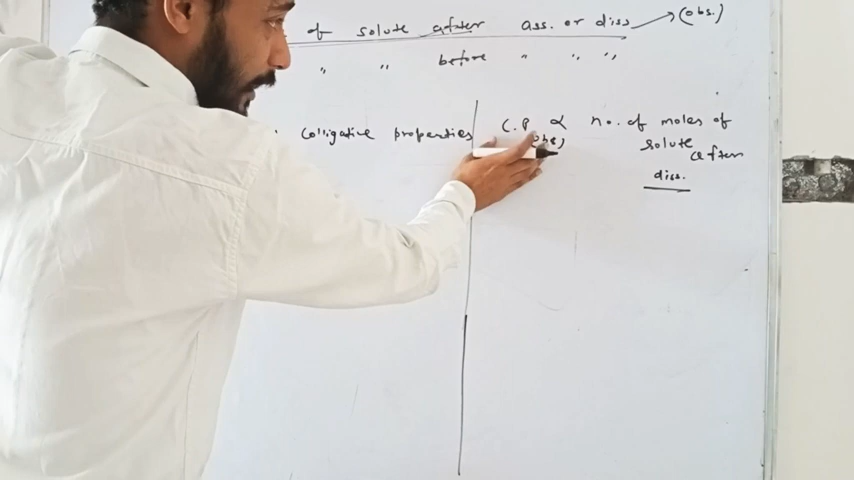 of solute after ass. or diss → (obs.)
" " before " " "
colligative properties
C.P ∝ no. of moles of
solute after
diss.